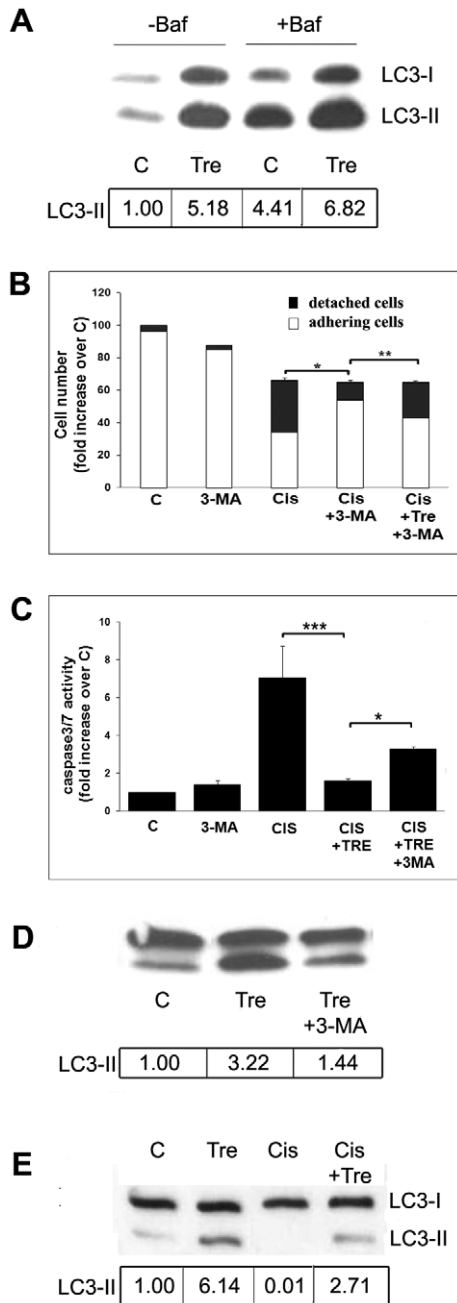 A
-Baf +Baf
LC3-I
LC3-II
C Tre C Tre
LC3-II 1.00 5.18 4.41 6.82
B
120
100
80
60
40
20
0
Cell number
(fold increase over C)
detached cells
adhering cells
* **
C 3-MA Cis Cis +3-MA Cis +Tre +3-MA
C
10
8
6
4
2
0
caspase3/7 activity
(fold increase over C)
***
*
C 3-MA CIS CIS +TRE CIS +TRE +3MA
D
C Tre Tre +3-MA
LC3-II 1.00 3.22 1.44
E
C Tre Cis Cis +Tre
LC3-I
LC3-II
LC3-II 1.00 6.14 0.01 2.71